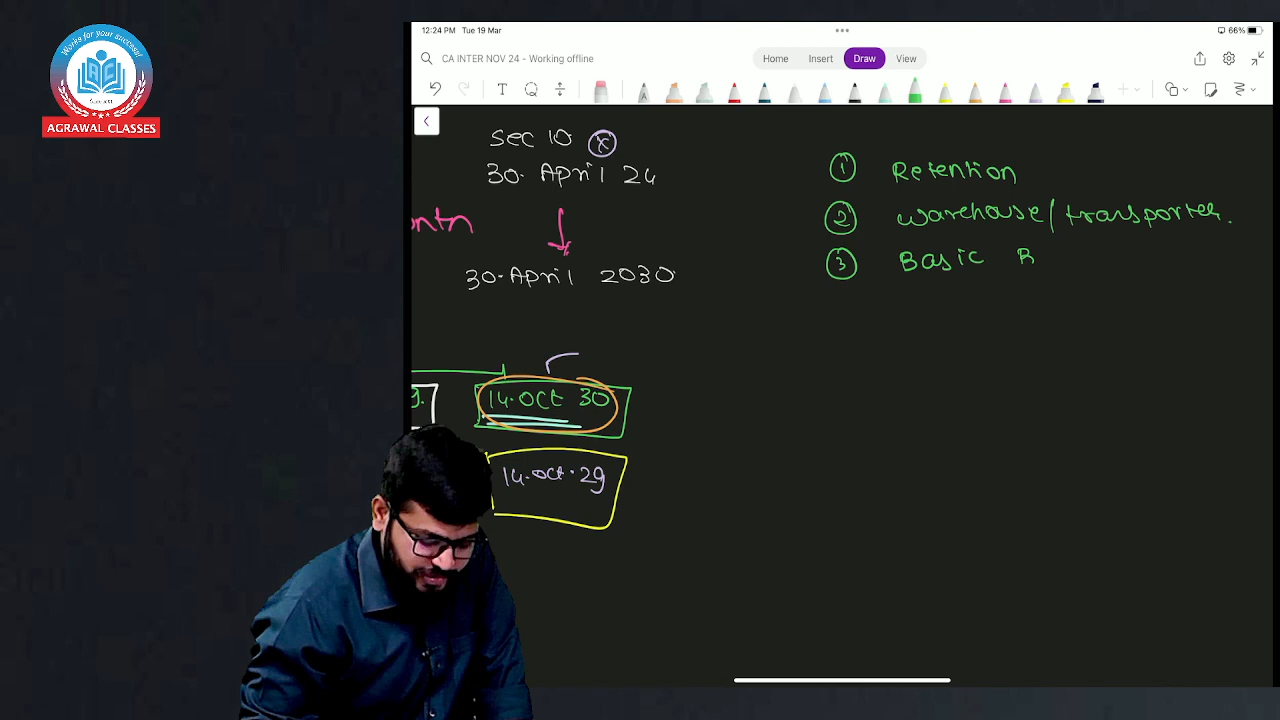 Works for your success
AC
AGRAWAL CLASSES
12:24 PM Tue 19 Mar
66%
CA INTER NOV 24 - Working offline
Home Insert Draw View
Sec 10 x
30. April 24
30. April 2030
14. Oct 30
14. Oct. 29
1 Retention
2 Warehouse/transporter.
3 Basic R